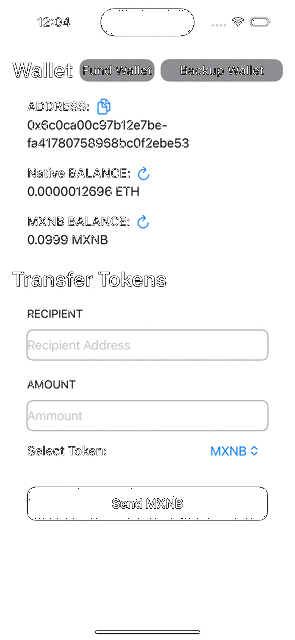 12:04
Wallet Fund Wallet Backup Wallet
ADDRESS:
0x6c0ca00c97b12e7be-
fa41780758968bc0f2ebe53
Native BALANCE:
0.0000012696 ETH
MXNB BALANCE:
0.0999 MXNB
Transfer Tokens
RECIPIENT
Recipient Address
AMOUNT
Ammount
Select Token: MXNB
Send MXNB